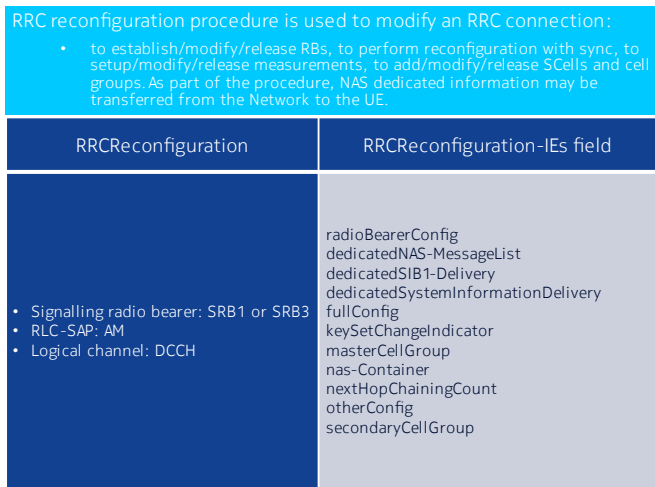 RRC reconfiguration procedure is used to modify an RRC connection:
• to establish/modify/release RBs, to perform reconfiguration with sync, to
setup/modify/release measurements, to add/modify/release SCells and cell
groups. As part of the procedure, NAS dedicated information may be
transferred from the Network to the UE.
RRCReconfiguration
RRCReconfiguration-IEs field
• Signalling radio bearer: SRB1 or SRB3
• RLC-SAP: AM
• Logical channel: DCCH
radioBearerConfig
dedicatedNAS-MessageList
dedicatedSIB1-Delivery
dedicatedSystemInformationDelivery
fullConfig
keySetChangeIndicator
masterCellGroup
nas-Container
nextHopChainingCount
otherConfig
secondaryCellGroup